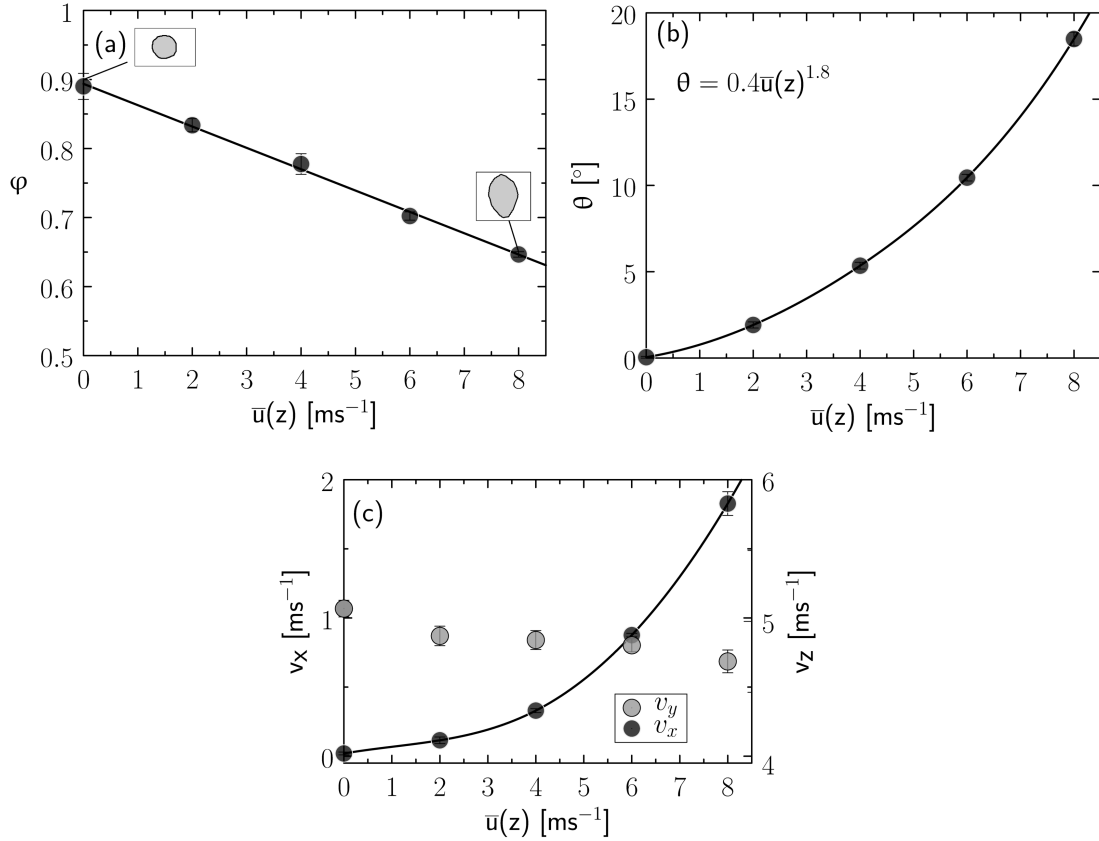 (a)
1
0.9
0.8
0.7
0.6
0.5
φ
0 1 2 3 4 5 6 7 8
u̅(z) [ms⁻¹]
(b)
θ = 0.4u̅(z)¹·⁸
20
15
10
5
0
θ [°]
0 1 2 3 4 5 6 7 8
u̅(z) [ms⁻¹]
(c)
2
1
0
vx [ms⁻¹]
6
5
4
vz [ms⁻¹]
v_y
v_x
0 1 2 3 4 5 6 7 8
u̅(z) [ms⁻¹]